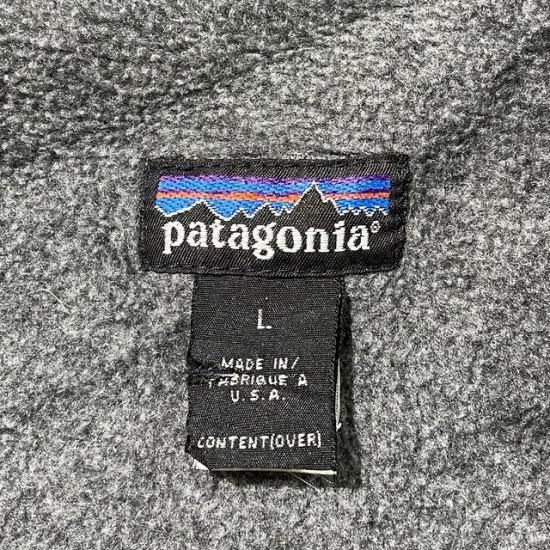 patagonia®
L
MADE IN/
FABRIQUE A
U.S.A.
CONTENT(OVER)